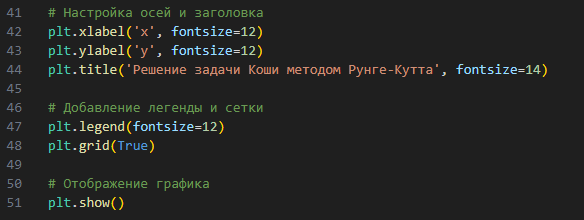 41 # Настройка осей и заголовка
42 plt.xlabel('x', fontsize=12)
43 plt.ylabel('y', fontsize=12)
44 plt.title('Решение задачи Коши методом Рунге-Кутта', fontsize=14)
45
46 # Добавление легенды и сетки
47 plt.legend(fontsize=12)
48 plt.grid(True)
49
50 # Отображение графика
51 plt.show()